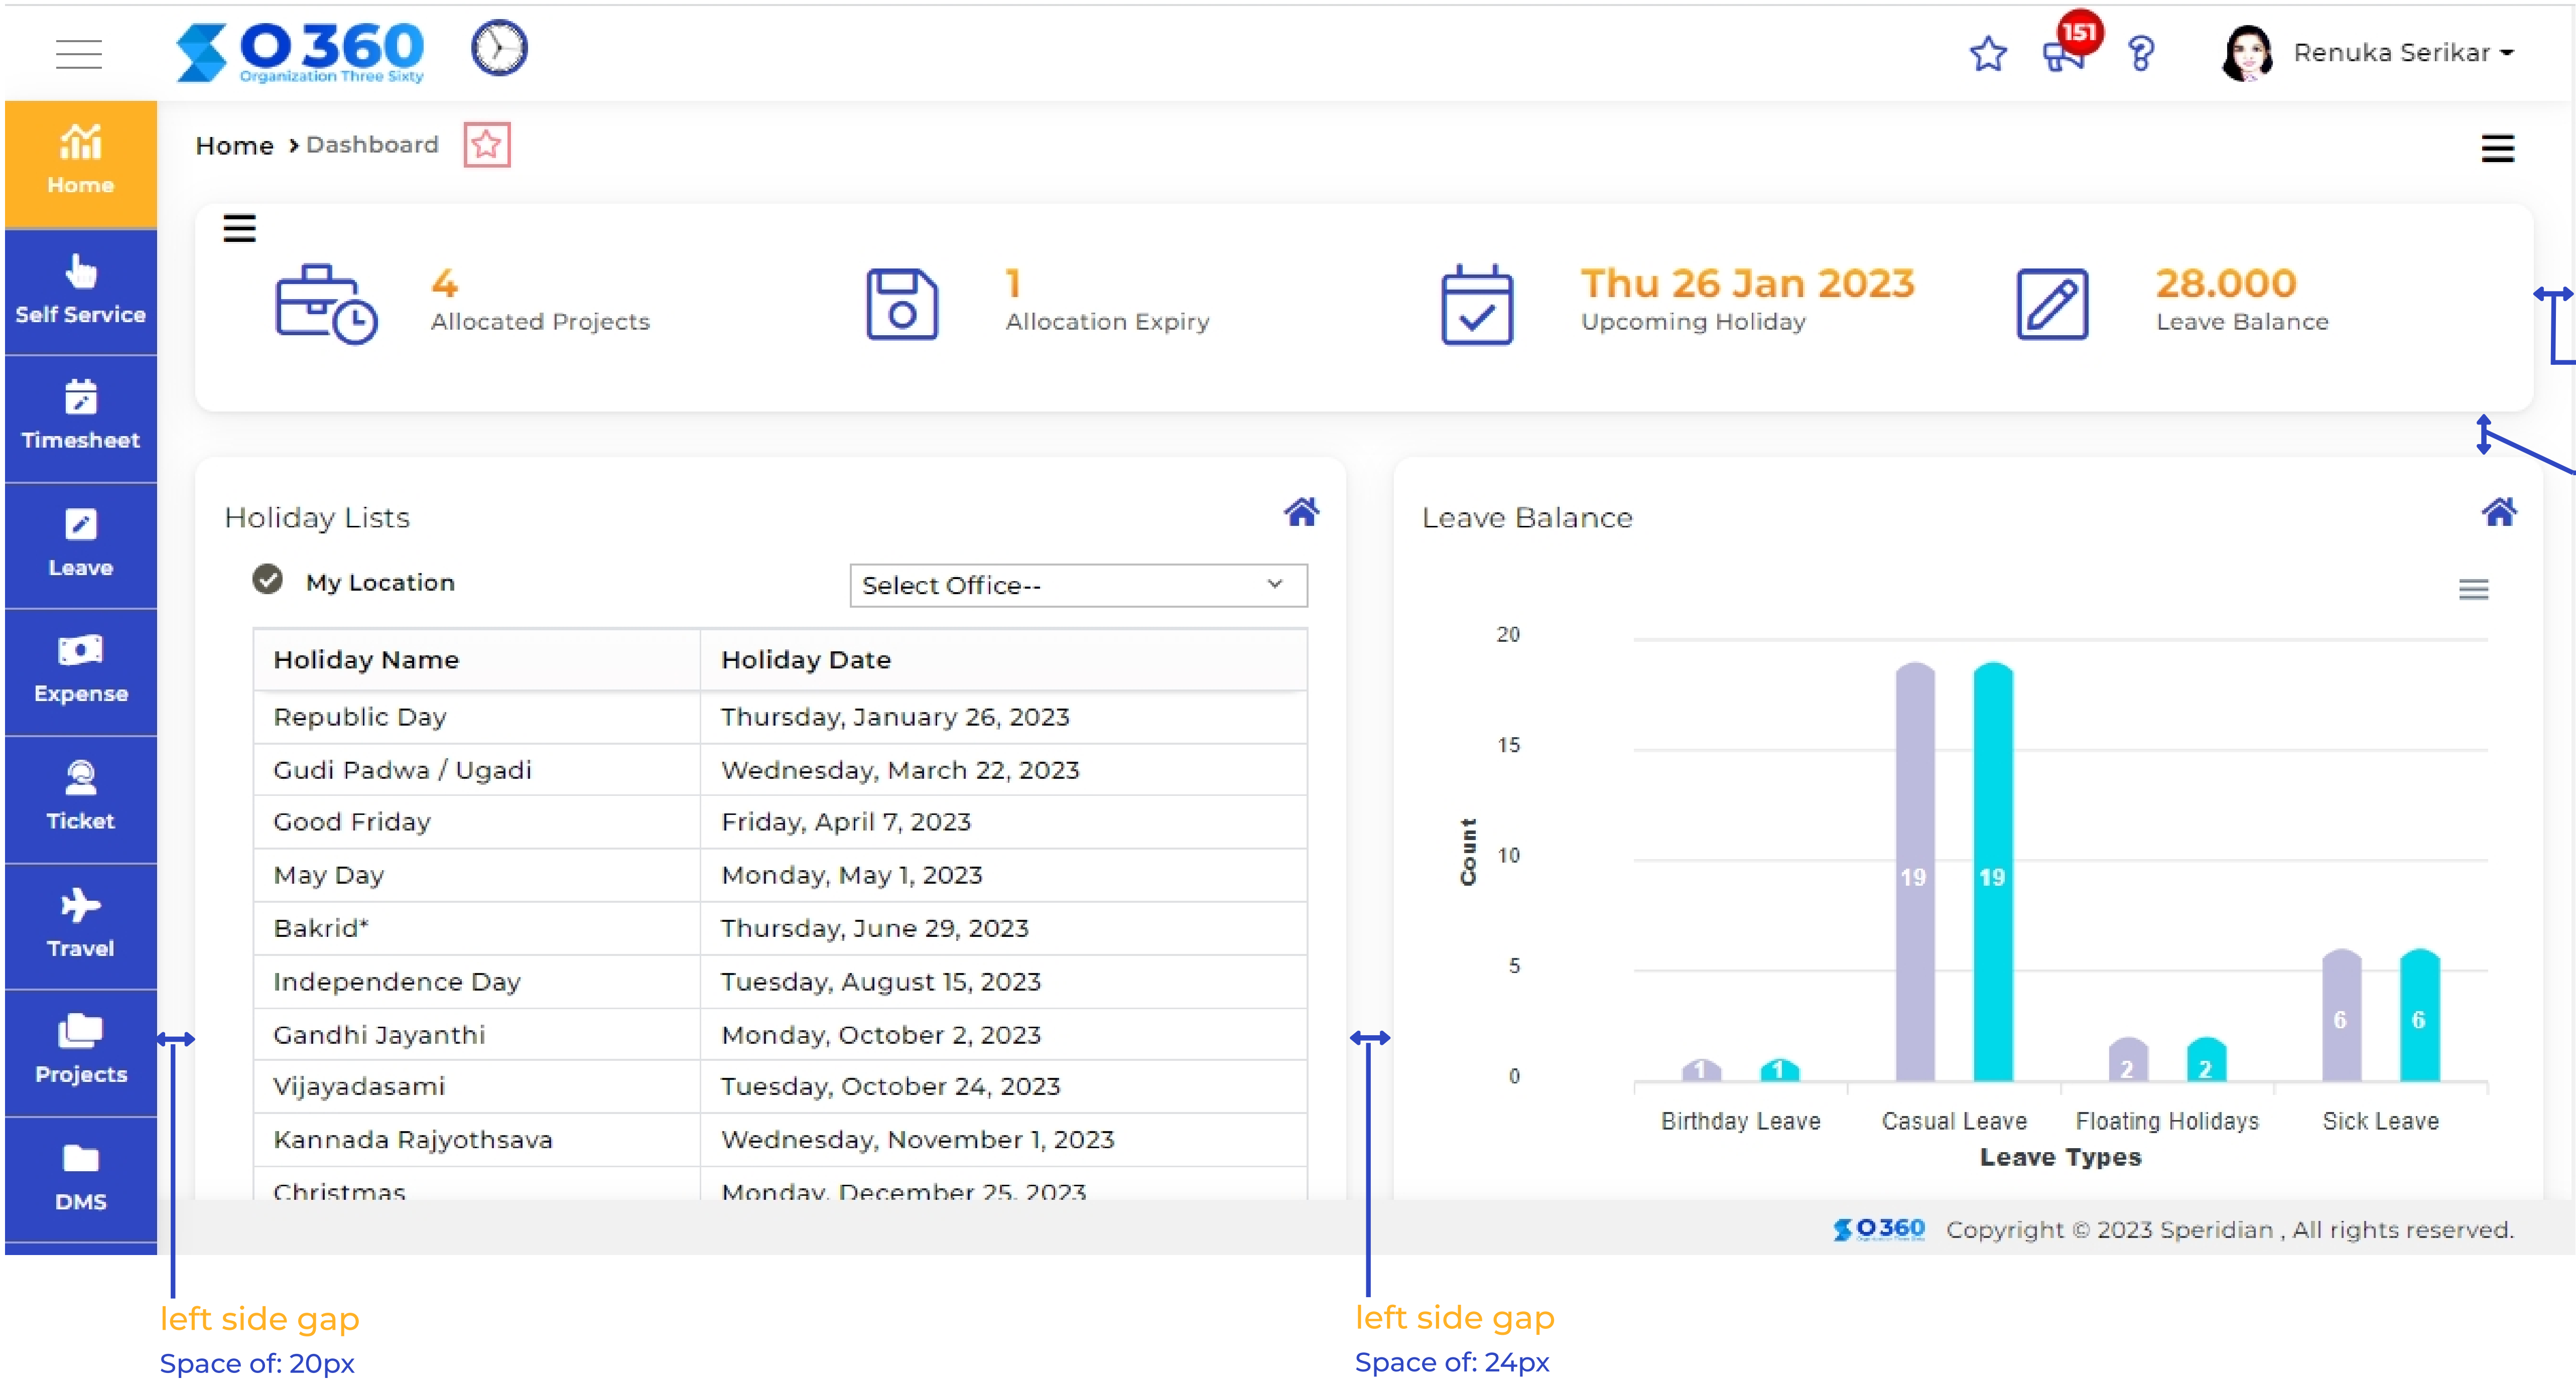 O 360
Organization Three Sixty
151
Renuka Serikar
Home
Self Service
Timesheet
Leave
Expense
Ticket
Travel
Projects
DMS
Home > Dashboard
4
Allocated Projects
1
Allocation Expiry
Thu 26 Jan 2023
Upcoming Holiday
28.000
Leave Balance
Holiday Lists
My Location
Select Office--
Holiday Name Holiday Date
Republic Day Thursday, January 26, 2023
Gudi Padwa / Ugadi Wednesday, March 22, 2023
Good Friday Friday, April 7, 2023
May Day Monday, May 1, 2023
Bakrid* Thursday, June 29, 2023
Independence Day Tuesday, August 15, 2023
Gandhi Jayanthi Monday, October 2, 2023
Vijayadasami Tuesday, October 24, 2023
Kannada Rajyothsava Wednesday, November 1, 2023
Christmas Monday, December 25, 2023
Leave Balance
20
15
10
5
0
Count
1 1
19 19
2 2
6 6
Birthday Leave Casual Leave Floating Holidays Sick Leave
Leave Types
O 360 Copyright © 2023 Speridian , All rights reserved.
left side gap
Space of: 20px
left side gap
Space of: 24px